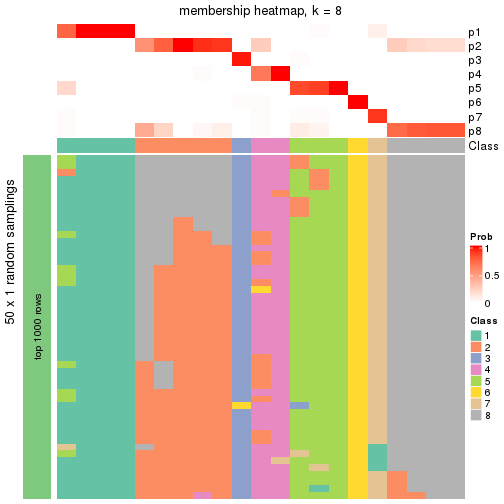 membership heatmap, k = 8
p1
p2
p3
p4
p5
p6
p7
p8
Class
50 x 1 random samplings
top 1000 rows
Prob
1
0.5
0
Class
1
2
3
4
5
6
7
8